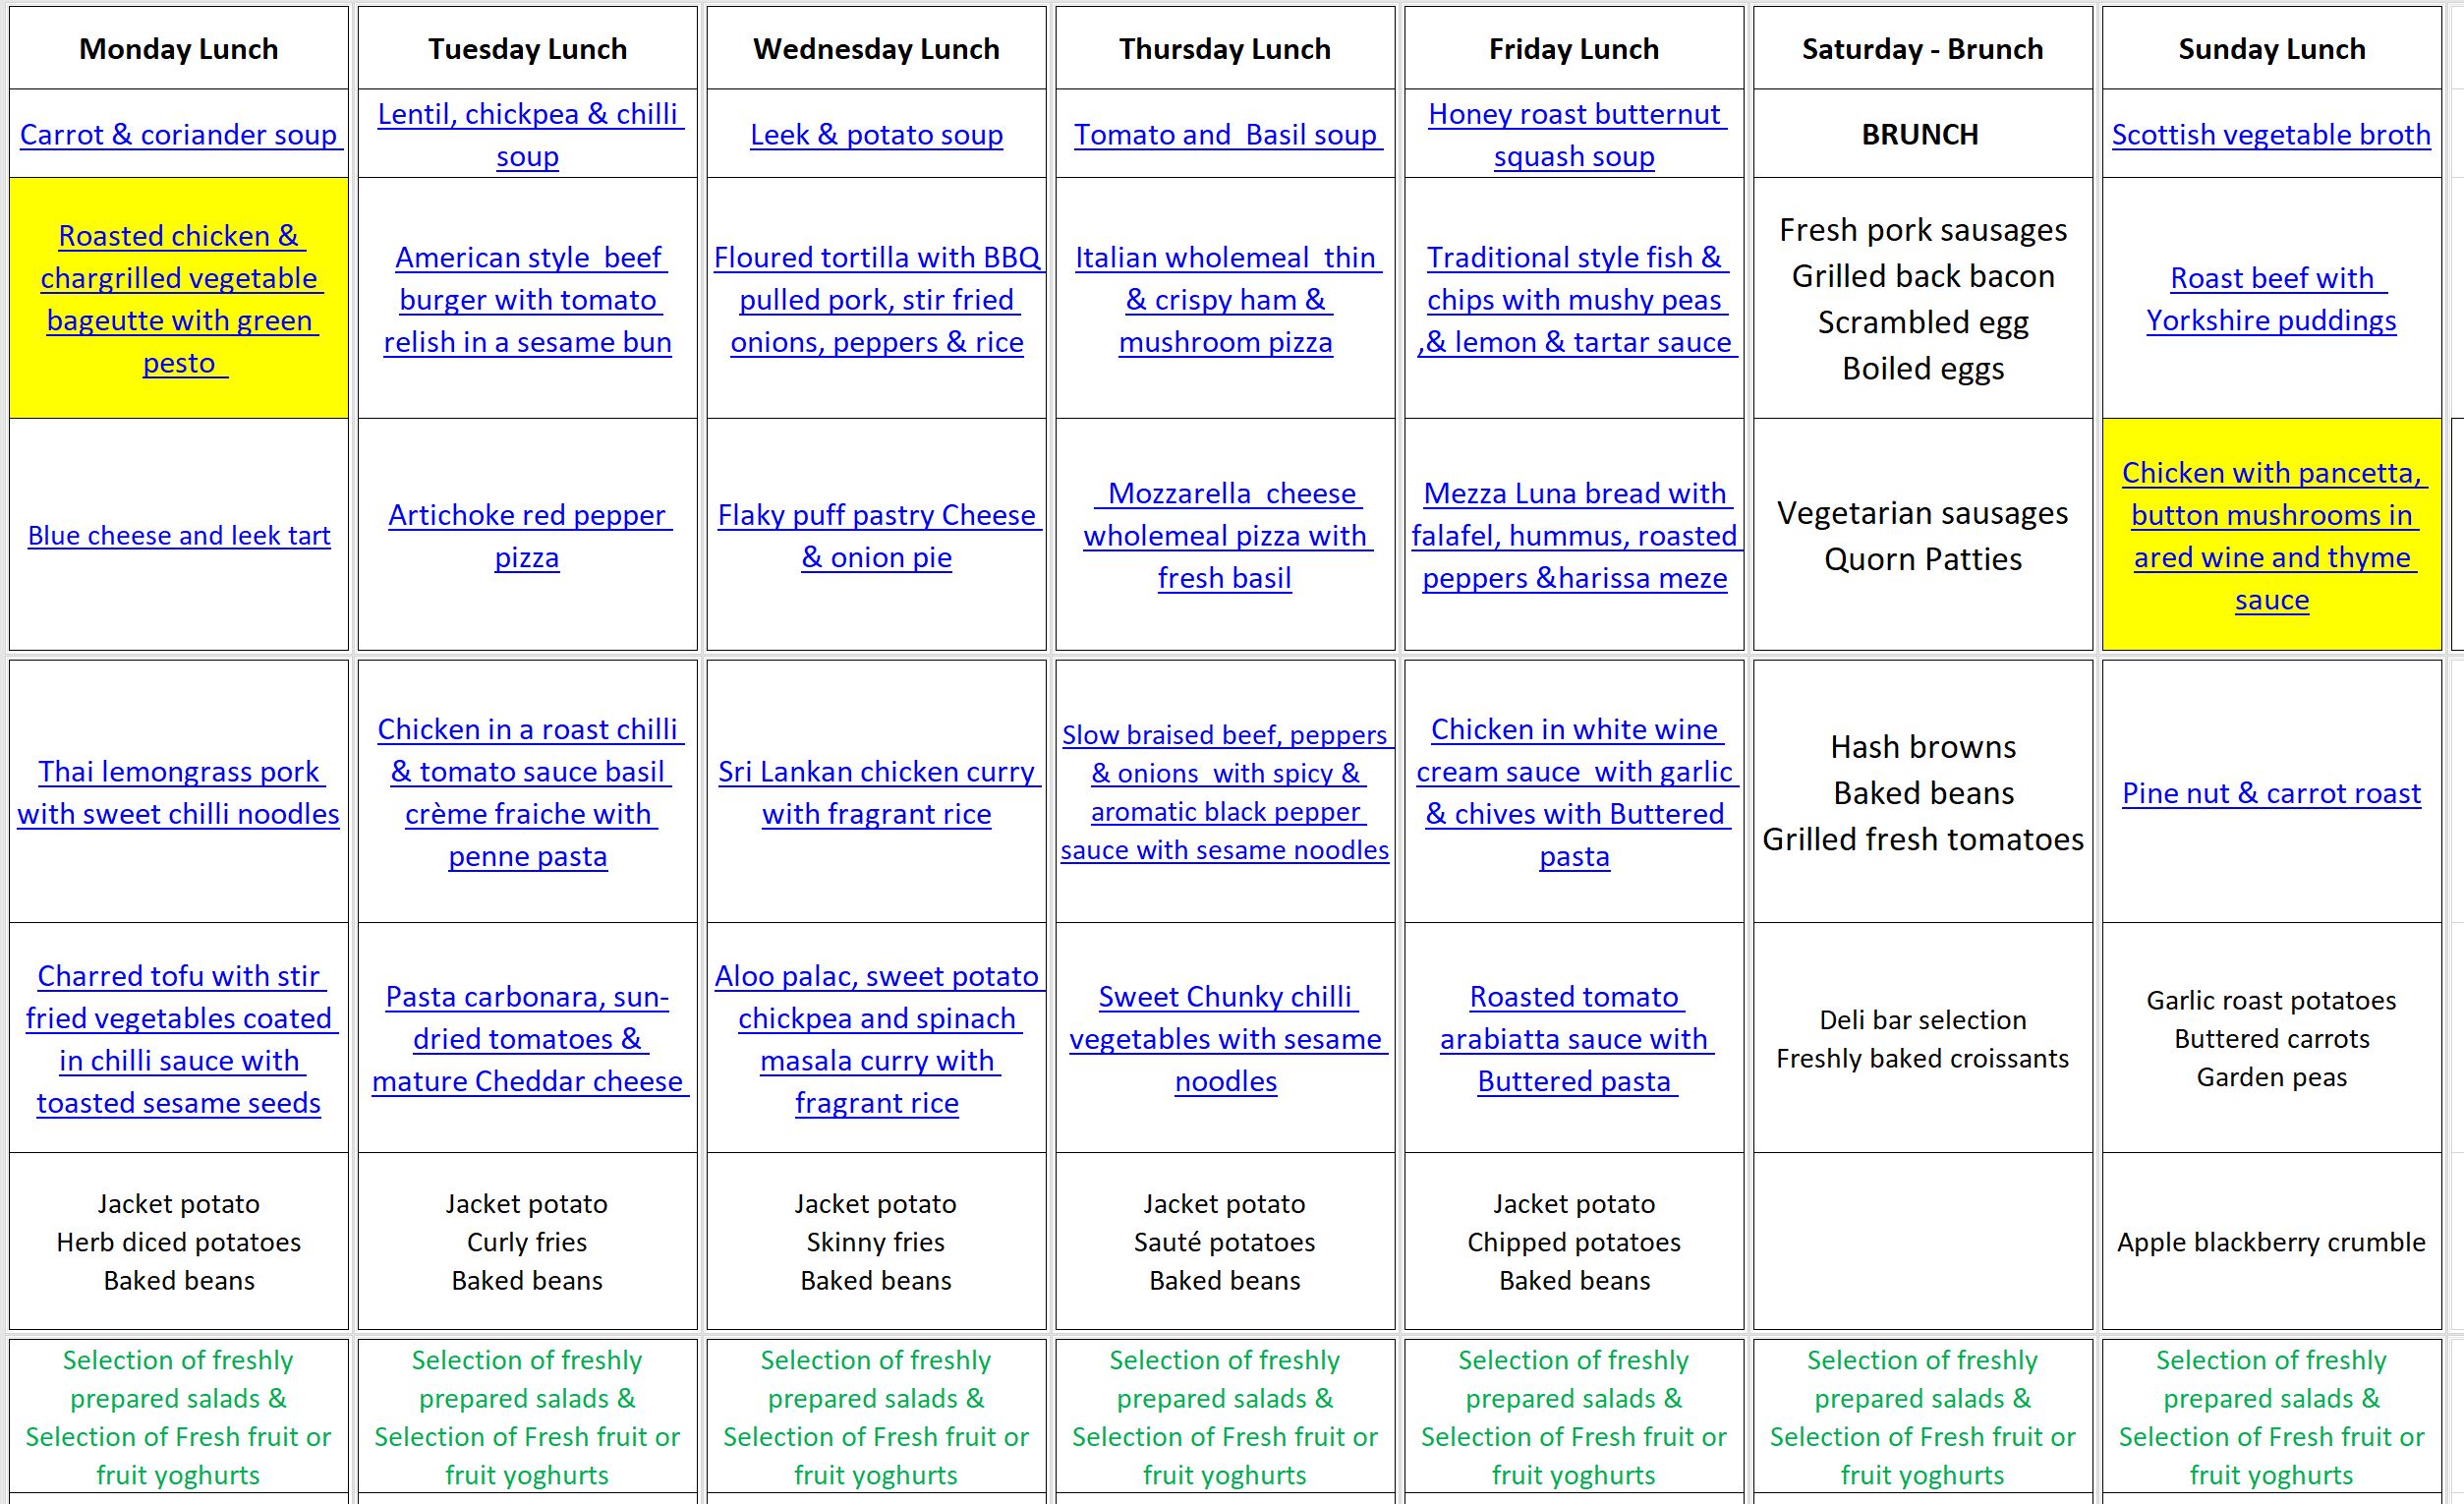 Monday Lunch
Tuesday Lunch
Wednesday Lunch
Thursday Lunch
Friday Lunch
Saturday - Brunch
Sunday Lunch
Carrot & coriander soup
Lentil, chickpea & chilli
soup
Leek & potato soup
Tomato and  Basil soup
Honey roast butternut
squash soup
BRUNCH
Scottish vegetable broth
Roasted chicken &
chargrilled vegetable
bageutte with green
pesto
American style  beef
burger with tomato
relish in a sesame bun
Floured tortilla with BBQ
pulled pork, stir fried
onions, peppers & rice
Italian wholemeal  thin
& crispy ham &
mushroom pizza
Traditional style fish &
chips with mushy peas
,& lemon & tartar sauce
Fresh pork sausages
Grilled back bacon
Scrambled egg
Boiled eggs
Roast beef with
Yorkshire puddings
Blue cheese and leek tart
Artichoke red pepper
pizza
Flaky puff pastry Cheese
& onion pie
Mozzarella  cheese
wholemeal pizza with
fresh basil
Mezza Luna bread with
falafel, hummus, roasted
peppers &harissa meze
Vegetarian sausages
Quorn Patties
Chicken with pancetta,
button mushrooms in
ared wine and thyme
sauce
Thai lemongrass pork
with sweet chilli noodles
Chicken in a roast chilli
& tomato sauce basil
crème fraiche with
penne pasta
Sri Lankan chicken curry
with fragrant rice
Slow braised beef, peppers
& onions  with spicy &
aromatic black pepper
sauce with sesame noodles
Chicken in white wine
cream sauce  with garlic
& chives with Buttered
pasta
Hash browns
Baked beans
Grilled fresh tomatoes
Pine nut & carrot roast
Charred tofu with stir
fried vegetables coated
in chilli sauce with
toasted sesame seeds
Pasta carbonara, sun-
dried tomatoes &
mature Cheddar cheese
Aloo palac, sweet potato
chickpea and spinach
masala curry with
fragrant rice
Sweet Chunky chilli
vegetables with sesame
noodles
Roasted tomato
arabiatta sauce with
Buttered pasta
Deli bar selection
Freshly baked croissants
Garlic roast potatoes
Buttered carrots
Garden peas
Jacket potato
Herb diced potatoes
Baked beans
Jacket potato
Curly fries
Baked beans
Jacket potato
Skinny fries
Baked beans
Jacket potato
Sauté potatoes
Baked beans
Jacket potato
Chipped potatoes
Baked beans
Apple blackberry crumble
Selection of freshly
prepared salads &
Selection of Fresh fruit or
fruit yoghurts
Selection of freshly
prepared salads &
Selection of Fresh fruit or
fruit yoghurts
Selection of freshly
prepared salads &
Selection of Fresh fruit or
fruit yoghurts
Selection of freshly
prepared salads &
Selection of Fresh fruit or
fruit yoghurts
Selection of freshly
prepared salads &
Selection of Fresh fruit or
fruit yoghurts
Selection of freshly
prepared salads &
Selection of Fresh fruit or
fruit yoghurts
Selection of freshly
prepared salads &
Selection of Fresh fruit or
fruit yoghurts